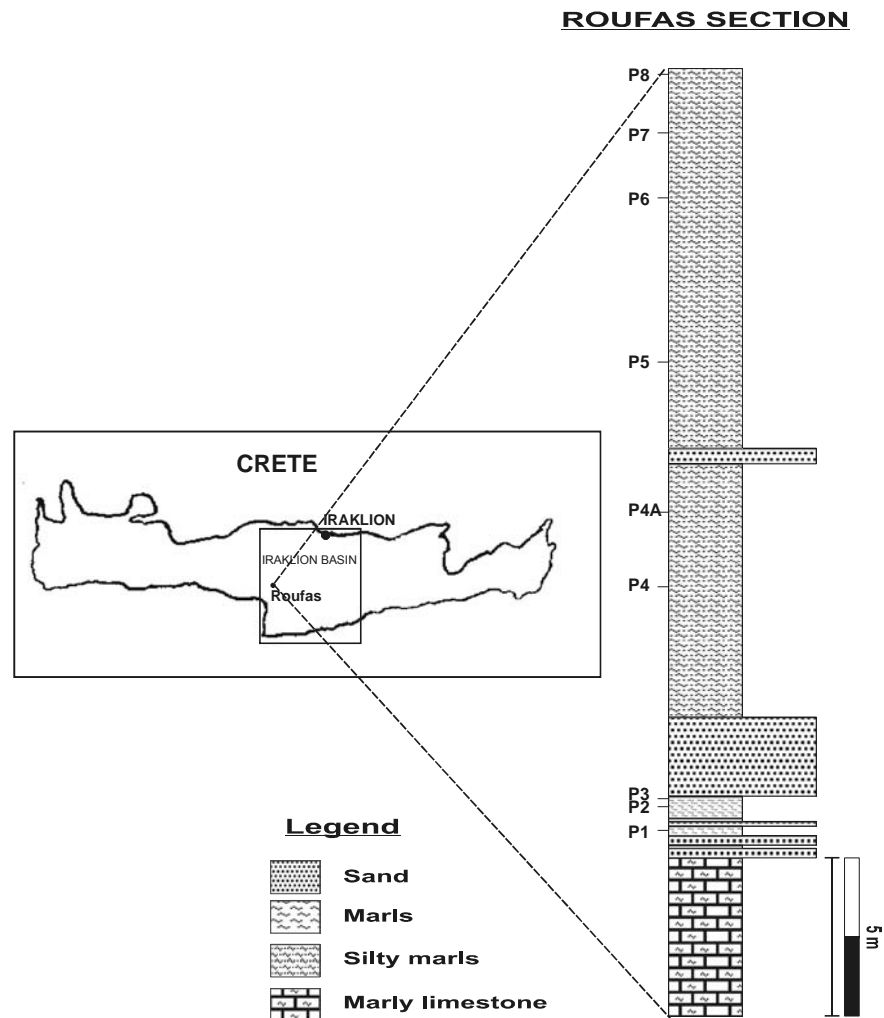 ROUFAS SECTION
P8
P7
P6
P5
CRETE
IRAKLION
P4A
IRAKLION BASIN
P4
Roufas
P3
P2
P1
Legend
Sand
Marls
Silty marls
Marly limestone
5 m